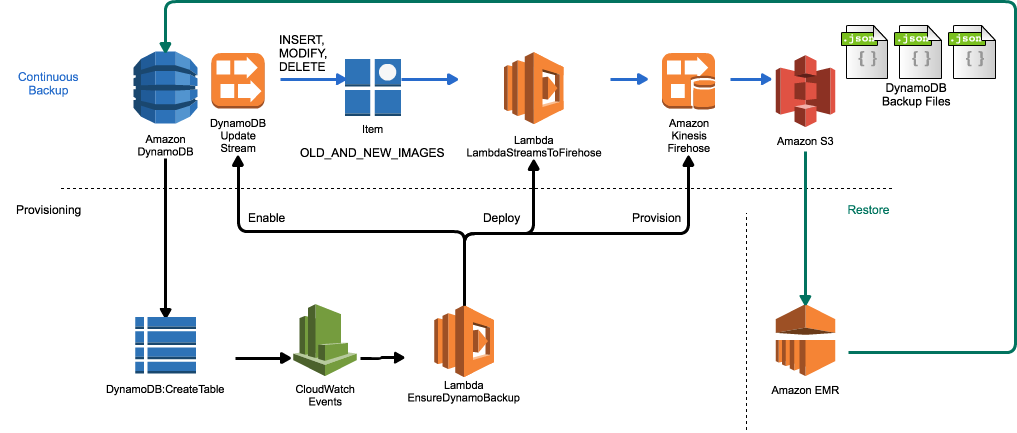 INSERT,
MODIFY,
DELETE
.json
.json
.json
{ }
{ }
{ }
Continuous
Backup
DynamoDB
Backup Files
Amazon
DynamoDB
DynamoDB
Update
Stream
Item
OLD_AND_NEW_IMAGES
Lambda
LambdaStreamsToFirehose
Amazon
Kinesis
Firehose
Amazon S3
Provisioning
Enable
Deploy
Provision
Restore
DynamoDB:CreateTable
CloudWatch
Events
Lambda
EnsureDynamoBackup
Amazon EMR